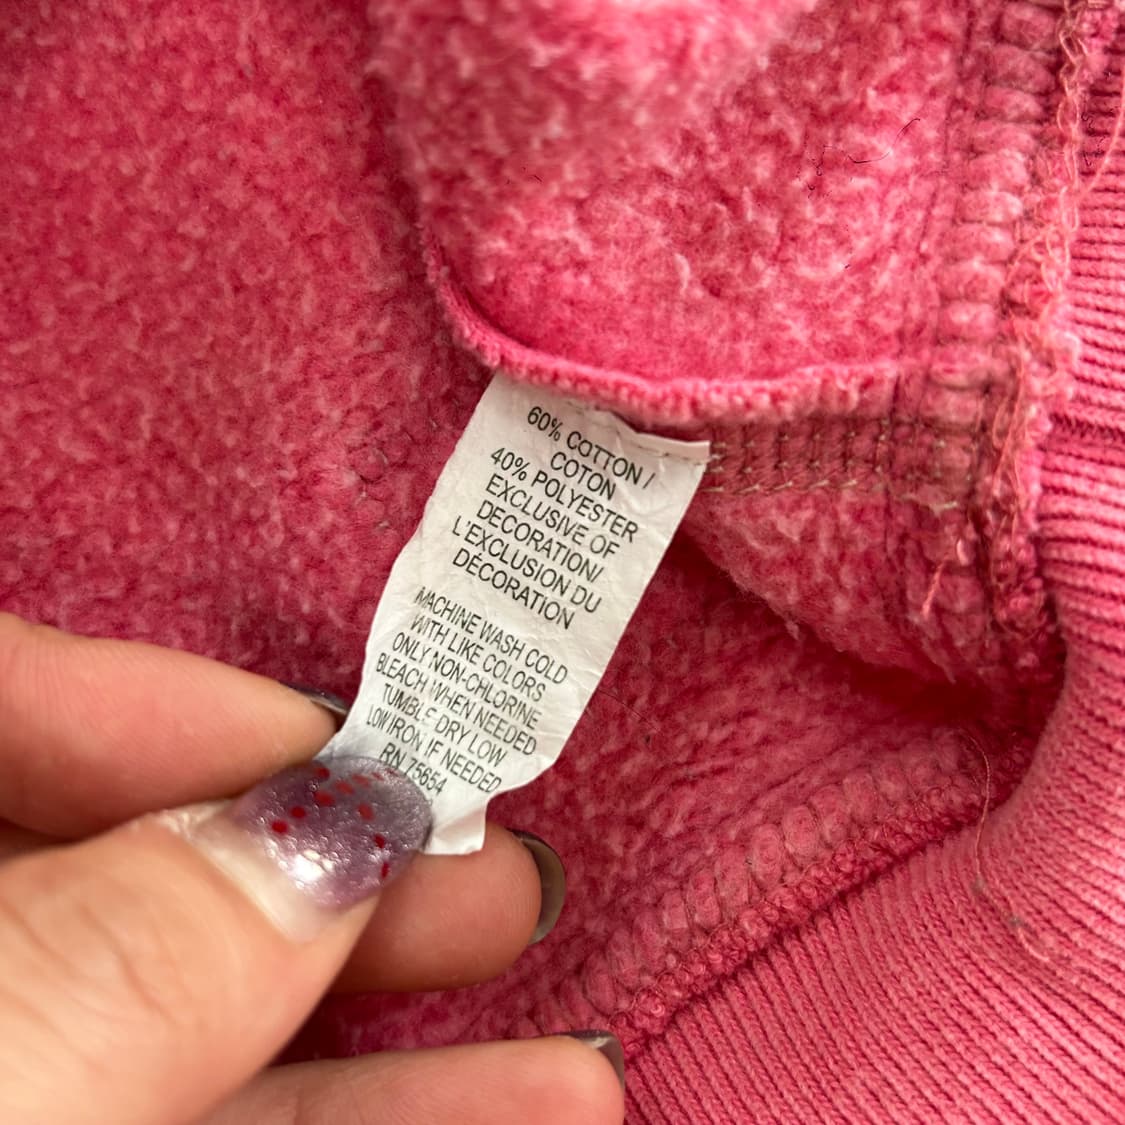 60% COTTON /
COTON
40% POLYESTER
EXCLUSIVE OF
DECORATION/
L'EXCLUSION DU
DÉCORATION
MACHINE WASH COLD
WITH LIKE COLORS
ONLY NON-CHLORINE
BLEACH WHEN NEEDED
TUMBLE DRY LOW
LOW IRON IF NEEDED
RN 75654